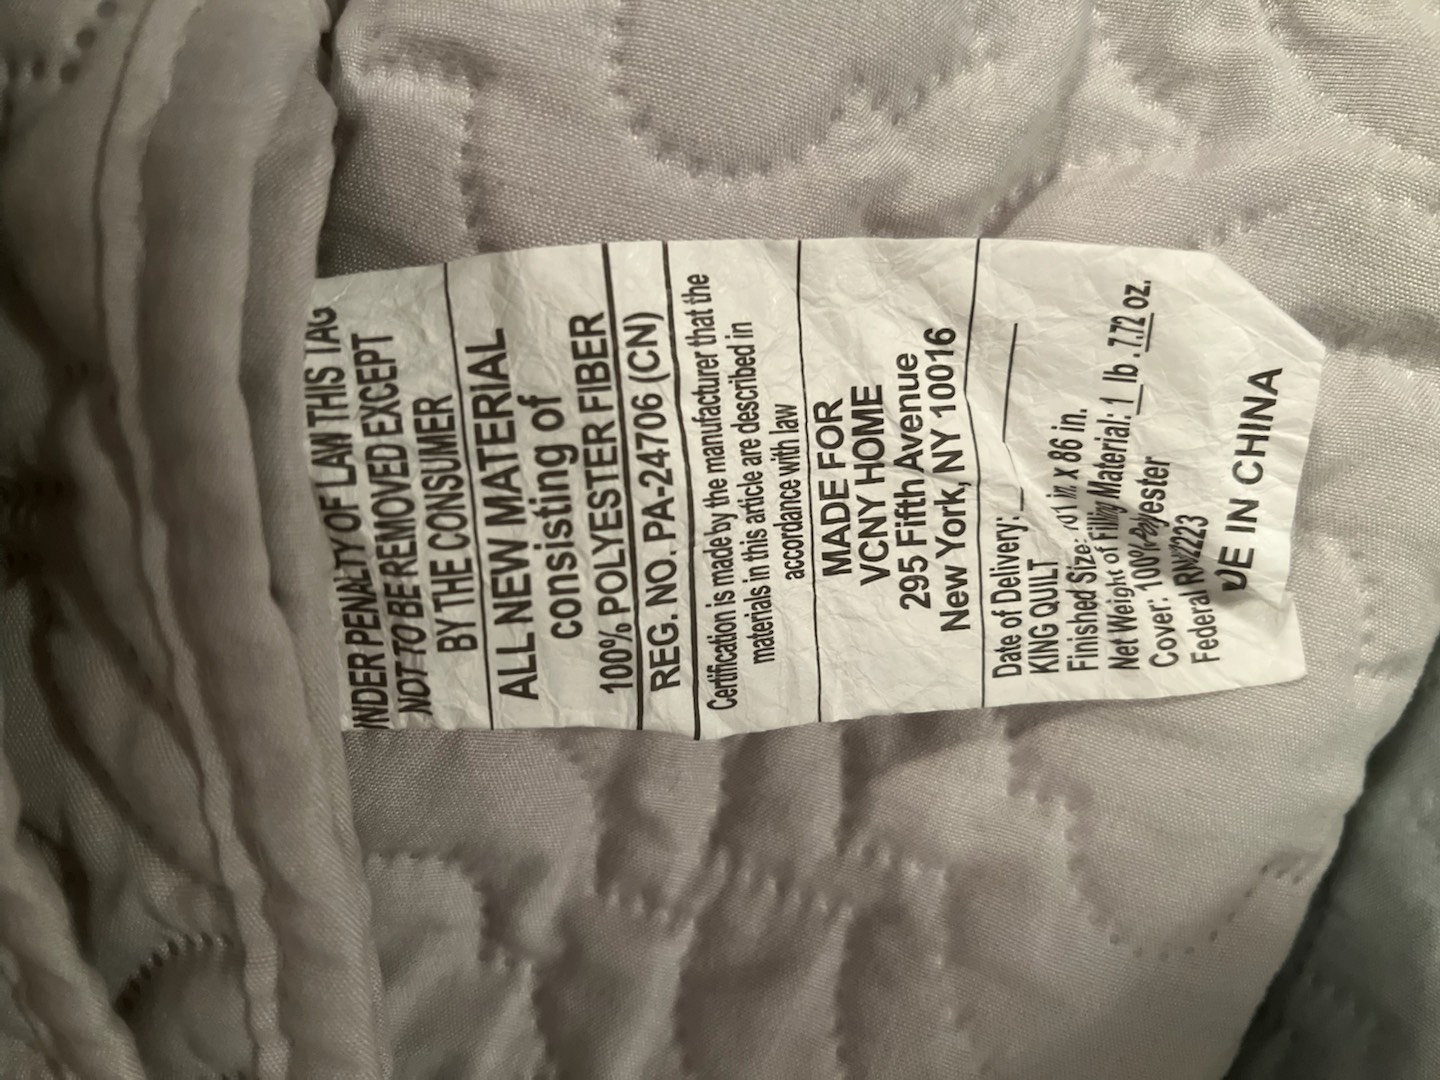 UNDER PENALTY OF LAW THIS TAG
NOT TO BE REMOVED EXCEPT
BY THE CONSUMER
ALL NEW MATERIAL
consisting of
100% POLYESTER FIBER
REG. NO. PA-24706 (CN)
Certification is made by the manufacturer that the
materials in this article are described in
accordance with law
MADE FOR
VCNY HOME
295 Fifth Avenue
New York, NY 10016
Date of Delivery:
KING QUILT
Finished Size: in. x 86 in.
Net Weight of Filling Material: 1 lb. 7.72 oz.
Cover: 100% Polyester
Federal
IN CHINA